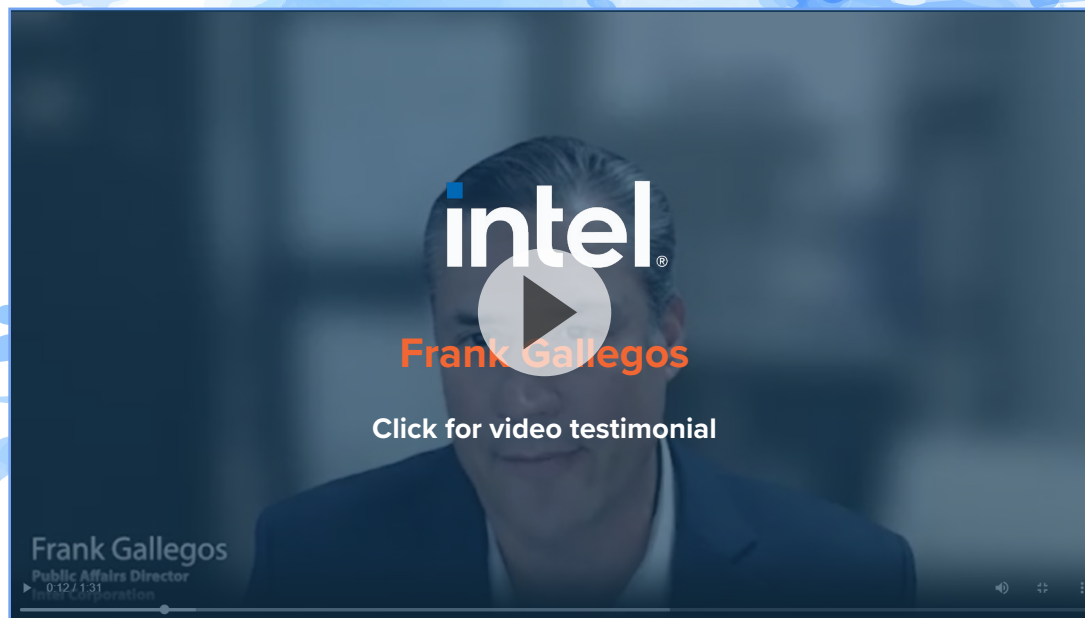 intel®
Frank Gallegos
Click for video testimonial
Frank Gallegos
Public Affairs Director
Intel Corporation
0:12 / 1:31